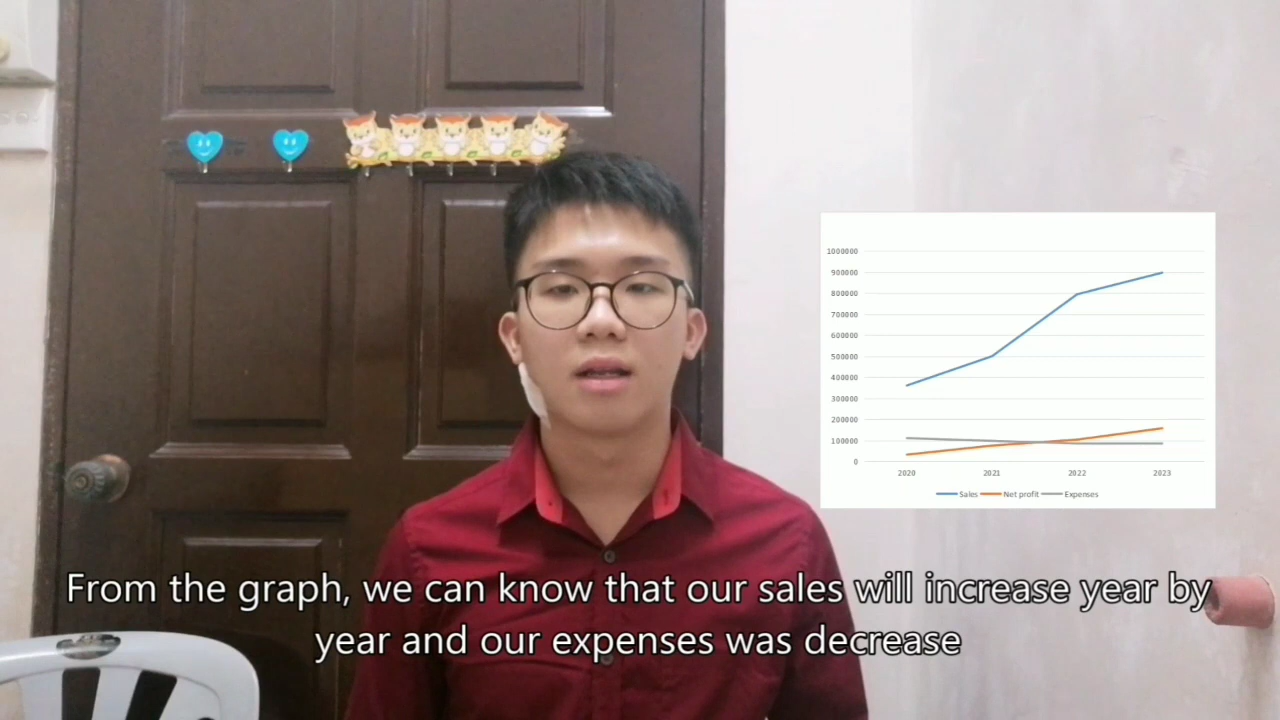 1000000
900000
800000
700000
600000
500000
400000
300000
200000
100000
0
2020 2021 2022 2023
Sales Net profit Expenses
From the graph, we can know that our sales will increase year by
year and our expenses was decrease